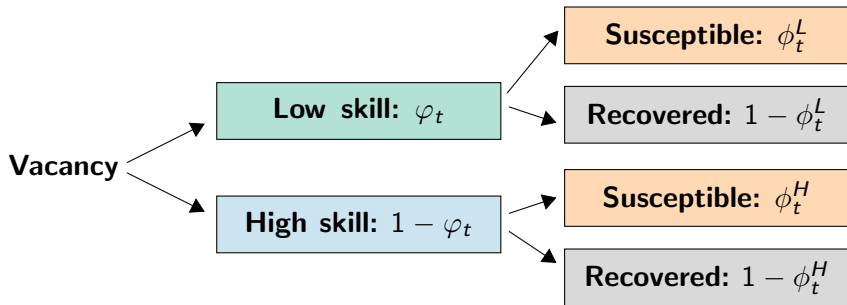 Susceptible: ϕ_t^L
Low skill: φ_t
Recovered: 1 − ϕ_t^L
Vacancy
Susceptible: ϕ_t^H
High skill: 1 − φ_t
Recovered: 1 − ϕ_t^H